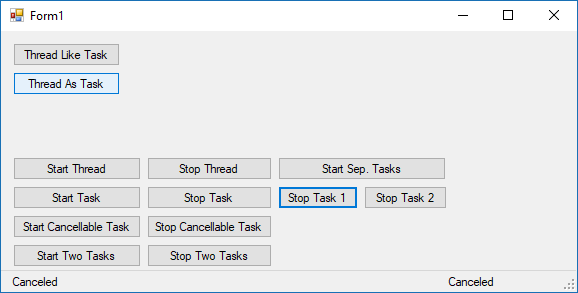 Form1
Thread Like Task
Thread As Task
Start Thread Stop Thread Start Sep. Tasks
Start Task Stop Task Stop Task 1 Stop Task 2
Start Cancellable Task Stop Cancellable Task
Start Two Tasks Stop Two Tasks
Canceled Canceled